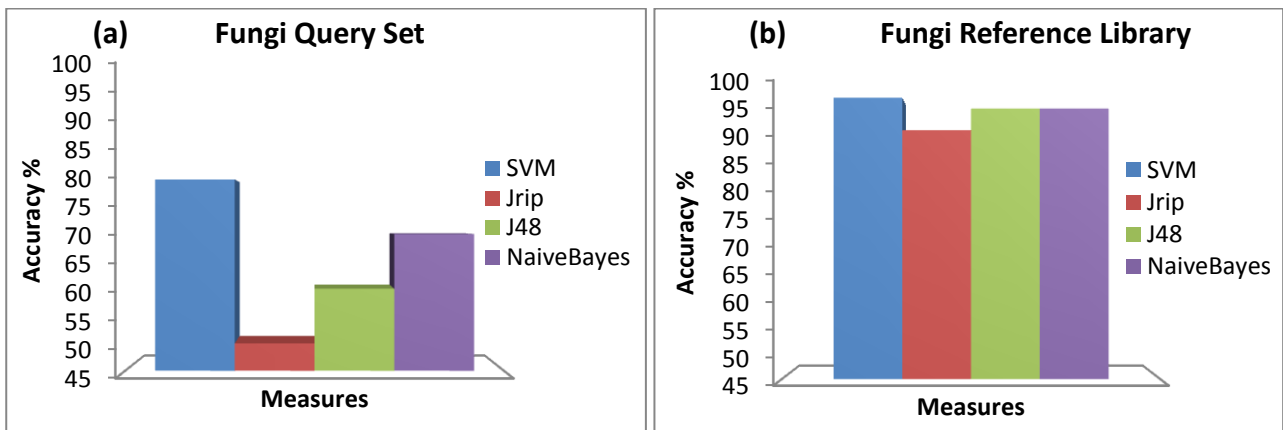 (a) Fungi Query Set
100
95
90
85
80
75
70
65
60
55
50
45
Accuracy %
Measures
SVM
Jrip
J48
NaiveBayes
(b) Fungi Reference Library
100
95
90
85
80
75
70
65
60
55
50
45
Accuracy %
Measures
SVM
Jrip
J48
NaiveBayes